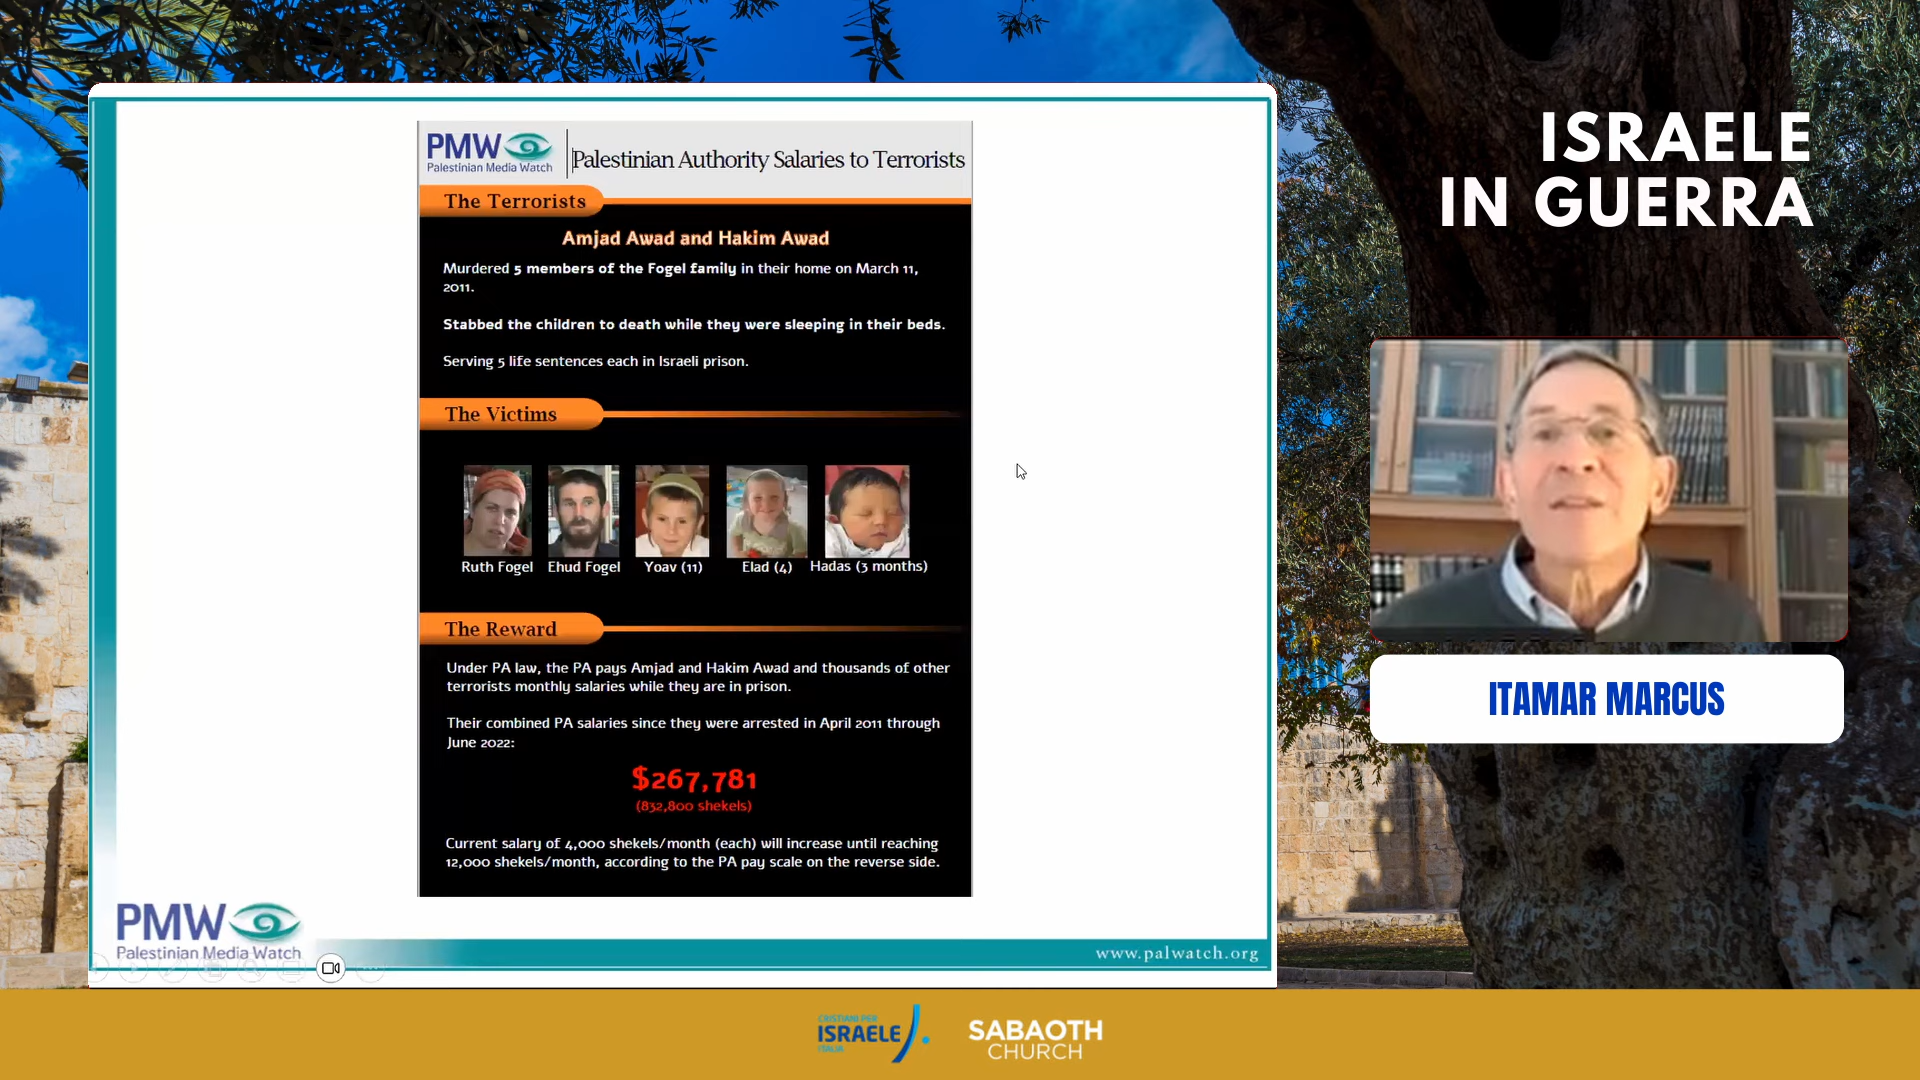 PMW
Palestinian Media Watch
Palestinian Authority Salaries to Terrorists
The Terrorists
Amjad Awad and Hakim Awad
Murdered 5 members of the Fogel family in their home on March 11,
2011.
Stabbed the children to death while they were sleeping in their beds.
Serving 5 life sentences each in Israeli prison.
The Victims
Ruth Fogel
Ehud Fogel
Yoav (11)
Elad (4)
Hadas (3 months)
The Reward
Under PA law, the PA pays Amjad and Hakim Awad and thousands of other
terrorists monthly salaries while they are in prison.
Their combined PA salaries since they were arrested in April 2011 through
June 2022:
$267,781
(832,800 shekels)
Current salary of 4,000 shekels/month (each) will increase until reaching
12,000 shekels/month, according to the PA pay scale on the reverse side.
PMW
Palestinian Media Watch
www.palwatch.org
ISRAELE
IN GUERRA
ITAMAR MARCUS
CRISTIANI PER
ISRAELE
ITALIA
SABAOTH
CHURCH